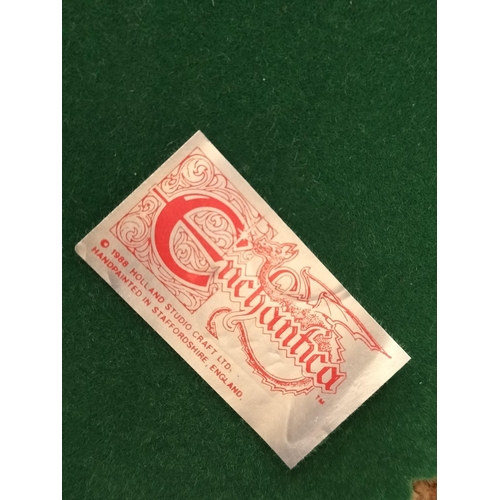 Enchantica
TM
© 1988 HOLLAND STUDIO CRAFT LTD.
HANDPAINTED IN STAFFORDSHIRE, ENGLAND.